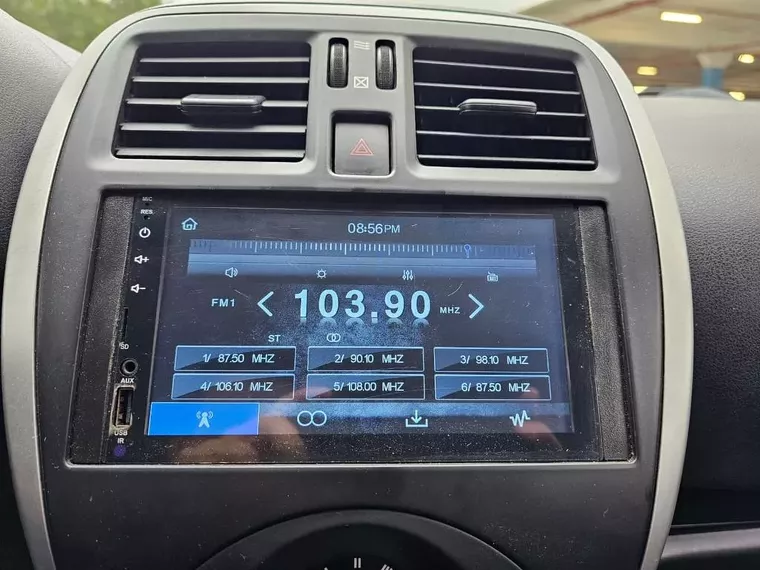 MIC
RES
08:56PM
FM1 103.90 MHZ
ST
1/ 87.50 MHZ 2/ 90.10 MHZ 3/ 98.10 MHZ
4/ 106.10 MHZ 5/ 108.00 MHZ 6/ 87.50 MHZ
SD
AUX
USB
IR